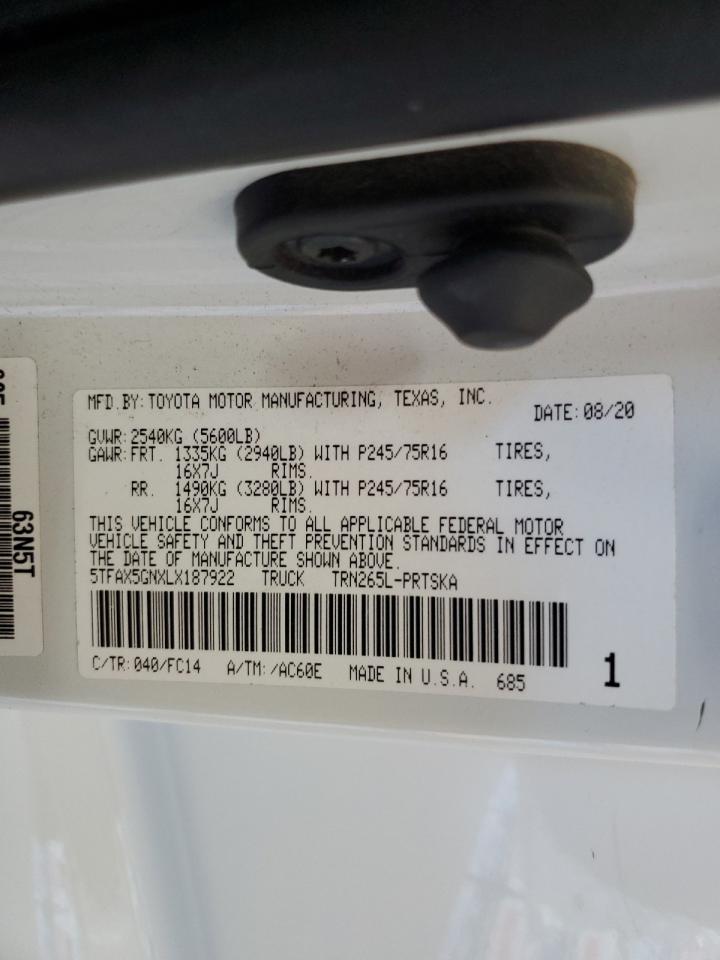 MFD.BY:TOYOTA MOTOR MANUFACTURING, TEXAS, INC. DATE:08/20
GVWR:2540KG (5600LB)
GAWR:FRT. 1335KG (2940LB) WITH P245/75R16 TIRES,
16X7J RIMS.
RR. 1490KG (3280LB) WITH P245/75R16 TIRES,
16X7J RIMS.
THIS VEHICLE CONFORMS TO ALL APPLICABLE FEDERAL MOTOR
VEHICLE SAFETY AND THEFT PREVENTION STANDARDS IN EFFECT ON
THE DATE OF MANUFACTURE SHOWN ABOVE.
5TFAX5GNXLX187922 TRUCK TRN265L-PRTSKA
C/TR:040/FC14 A/TM:/AC60E MADE IN U.S.A. 685 1
63N5T